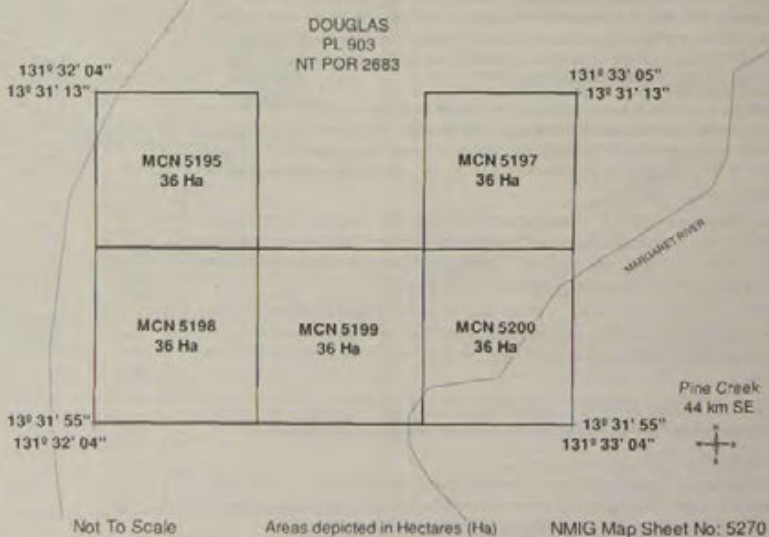 DOUGLAS
PL 903
NT POR 2683
131º 32' 04"
13º 31' 13"
131º 33' 05"
13º 31' 13"
MCN 5195
36 Ha
MCN 5197
36 Ha
MARGARET RIVER
MCN 5198
36 Ha
MCN 5199
36 Ha
MCN 5200
36 Ha
Pine Creek
44 km SE
13º 31' 55"
131º 32' 04"
13º 31' 55"
131º 33' 04"
Not To Scale
Areas depicted in Hectares (Ha)
NMIG Map Sheet No: 5270